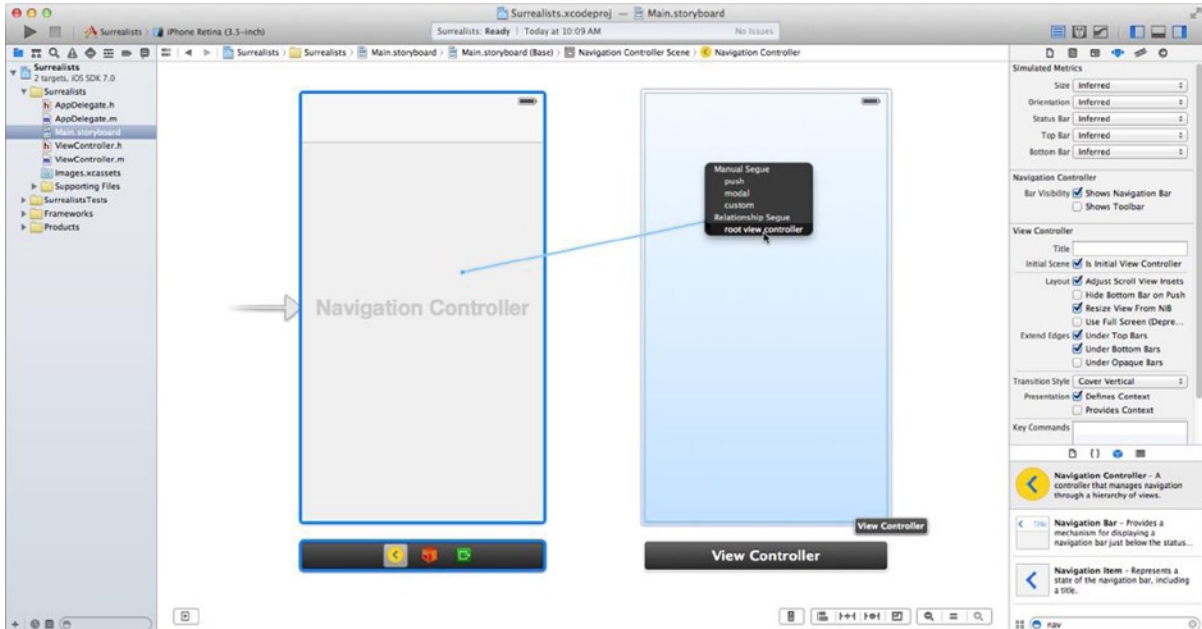 Surrealists.xcodeproj — Main.storyboard
Surrealists iPhone Retina (3.5-inch)
Surrealists: Ready | Today at 10:09 AM
No Issues
Surrealists Surrealists Main.storyboard Main.storyboard (Base) Navigation Controller Scene Navigation Controller
Surrealists
2 targets, iOS SDK 7.0
Surrealists
AppDelegate.h
AppDelegate.m
Main.storyboard
ViewController.h
ViewController.m
Images.xcassets
Supporting Files
SurrealistsTests
Frameworks
Products
Navigation Controller
Manual Segue
push
modal
custom
Relationship Segue
root view controller
View Controller
View Controller
Simulated Metrics
Size Inferred
Orientation Inferred
Status Bar Inferred
Top Bar Inferred
Bottom Bar Inferred
Navigation Controller
Bar Visibility Shows Navigation Bar
Shows Toolbar
View Controller
Title
Initial Scene Is Initial View Controller
Layout Adjust Scroll View Insets
Hide Bottom Bar on Push
Resize View From NIB
Use Full Screen (Depre...
Extend Edges Under Top Bars
Under Bottom Bars
Under Opaque Bars
Transition Style Cover Vertical
Presentation Defines Context
Provides Context
Key Commands
Navigation Controller - A
controller that manages navigation
through a hierarchy of views.
Title
Navigation Bar - Provides a
mechanism for displaying a
navigation bar just below the status...
Navigation Item - Represents a
state of the navigation bar, including
a title.
nav